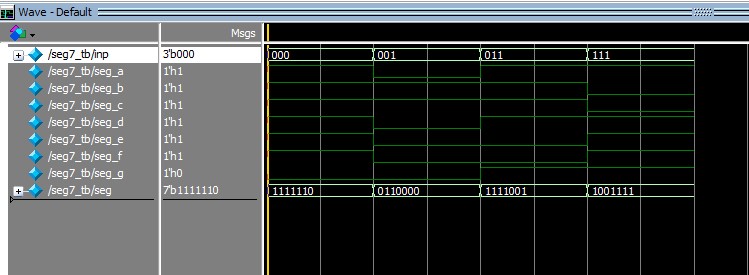 Wave - Default
Msgs
/seg7_tb/inp 3'b000 000 001 011 111
/seg7_tb/seg_a 1'h1
/seg7_tb/seg_b 1'h1
/seg7_tb/seg_c 1'h1
/seg7_tb/seg_d 1'h1
/seg7_tb/seg_e 1'h1
/seg7_tb/seg_f 1'h1
/seg7_tb/seg_g 1'h0
/seg7_tb/seg 7'b1111110 1111110 0110000 1111001 1001111